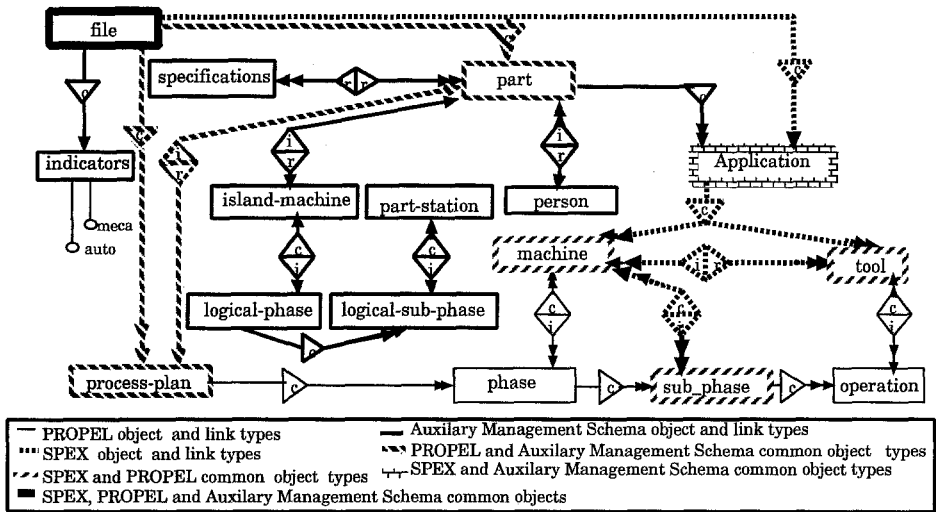 file
c
c
specifications
r r
part
c
c
c
c
i
r
i
r
i
r
indicators
Application
island-machine
part-station
person
c
meca
auto
c
i
c
i
machine
i r
tool
logical-phase
logical-sub-phase
c
i
c
i
c
i
c
process-plan
c
phase
c
sub_phase
c
operation
PROPEL object and link types
Auxilary Management Schema object and link types
SPEX object and link types
PROPEL and Auxilary Management Schema common object types
SPEX and PROPEL common object types
SPEX and Auxilary Management Schema common object types
SPEX, PROPEL and Auxilary Management Schema common objects